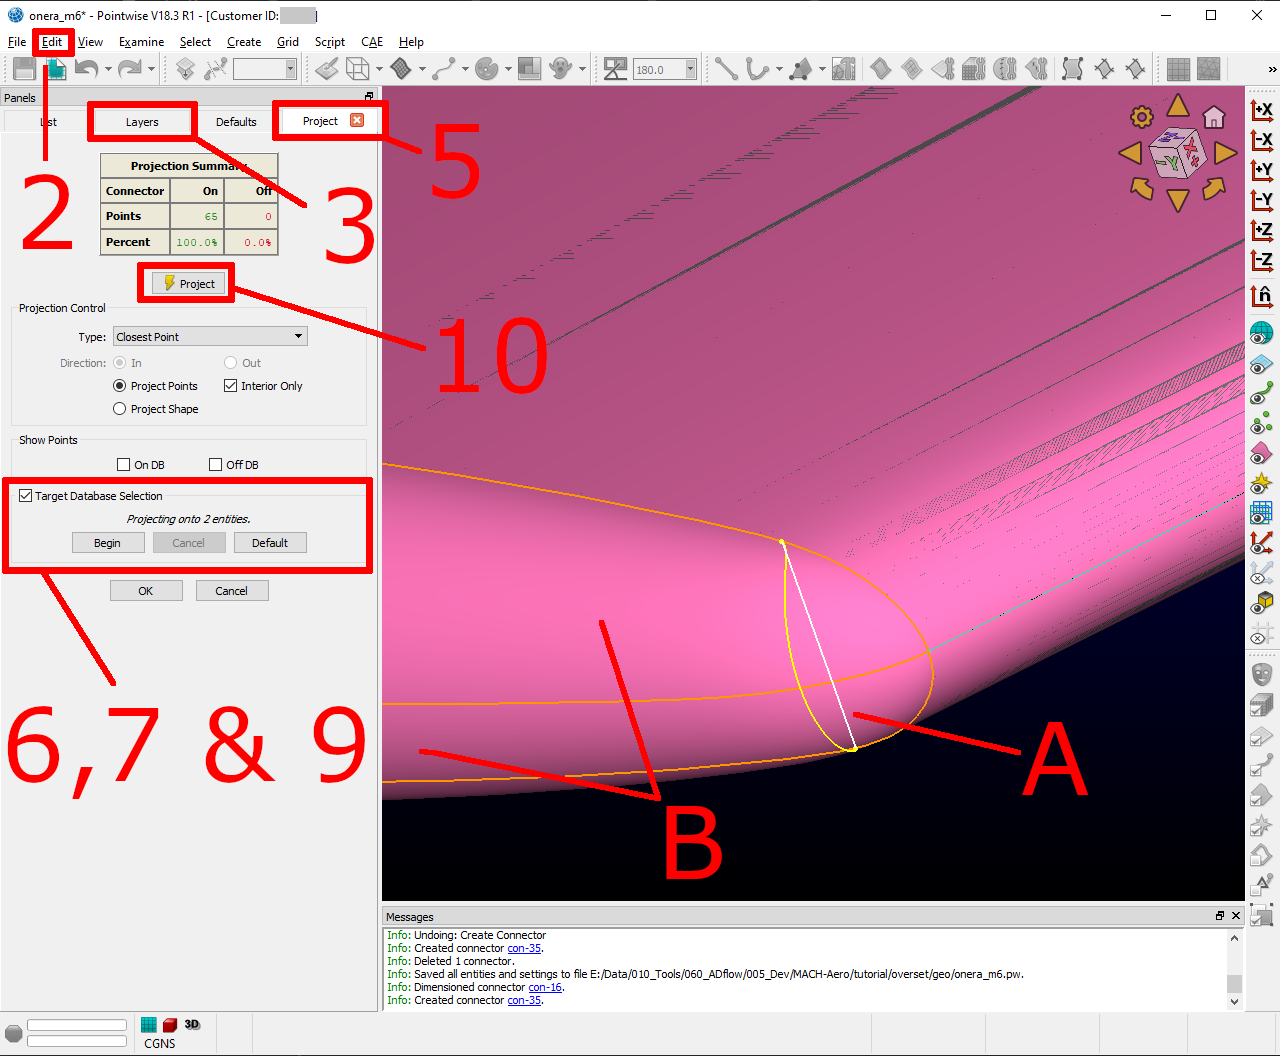 onera_m6* - Pointwise V18.3 R1 - [Customer ID: ]
File Edit View Examine Select Create Grid Script CAE Help
180.0
»
Panels
List Layers Defaults Project
Projection Summary
Connector On Off
Points 65 0
Percent 100.0% 0.0%
Project
Projection Control
Type: Closest Point
Direction: In Out
Project Points Interior Only
Project Shape
Show Points
On DB Off DB
Target Database Selection
Projecting onto 2 entities.
Begin Cancel Default
OK Cancel
2
3
5
10
6,7 & 9
A
B
-Y
X
+X
-X
+Y
-Y
+Z
-Z
n̂
Messages
Info: Undoing: Create Connector
Info: Created connector con-35.
Info: Deleted 1 connector.
Info: Saved all entities and settings to file E:/Data/010_Tools/060_ADflow/005_Dev/MACH-Aero/tutorial/overset/geo/onera_m6.pw.
Info: Dimensioned connector con-16.
Info: Created connector con-35.
3D
CGNS